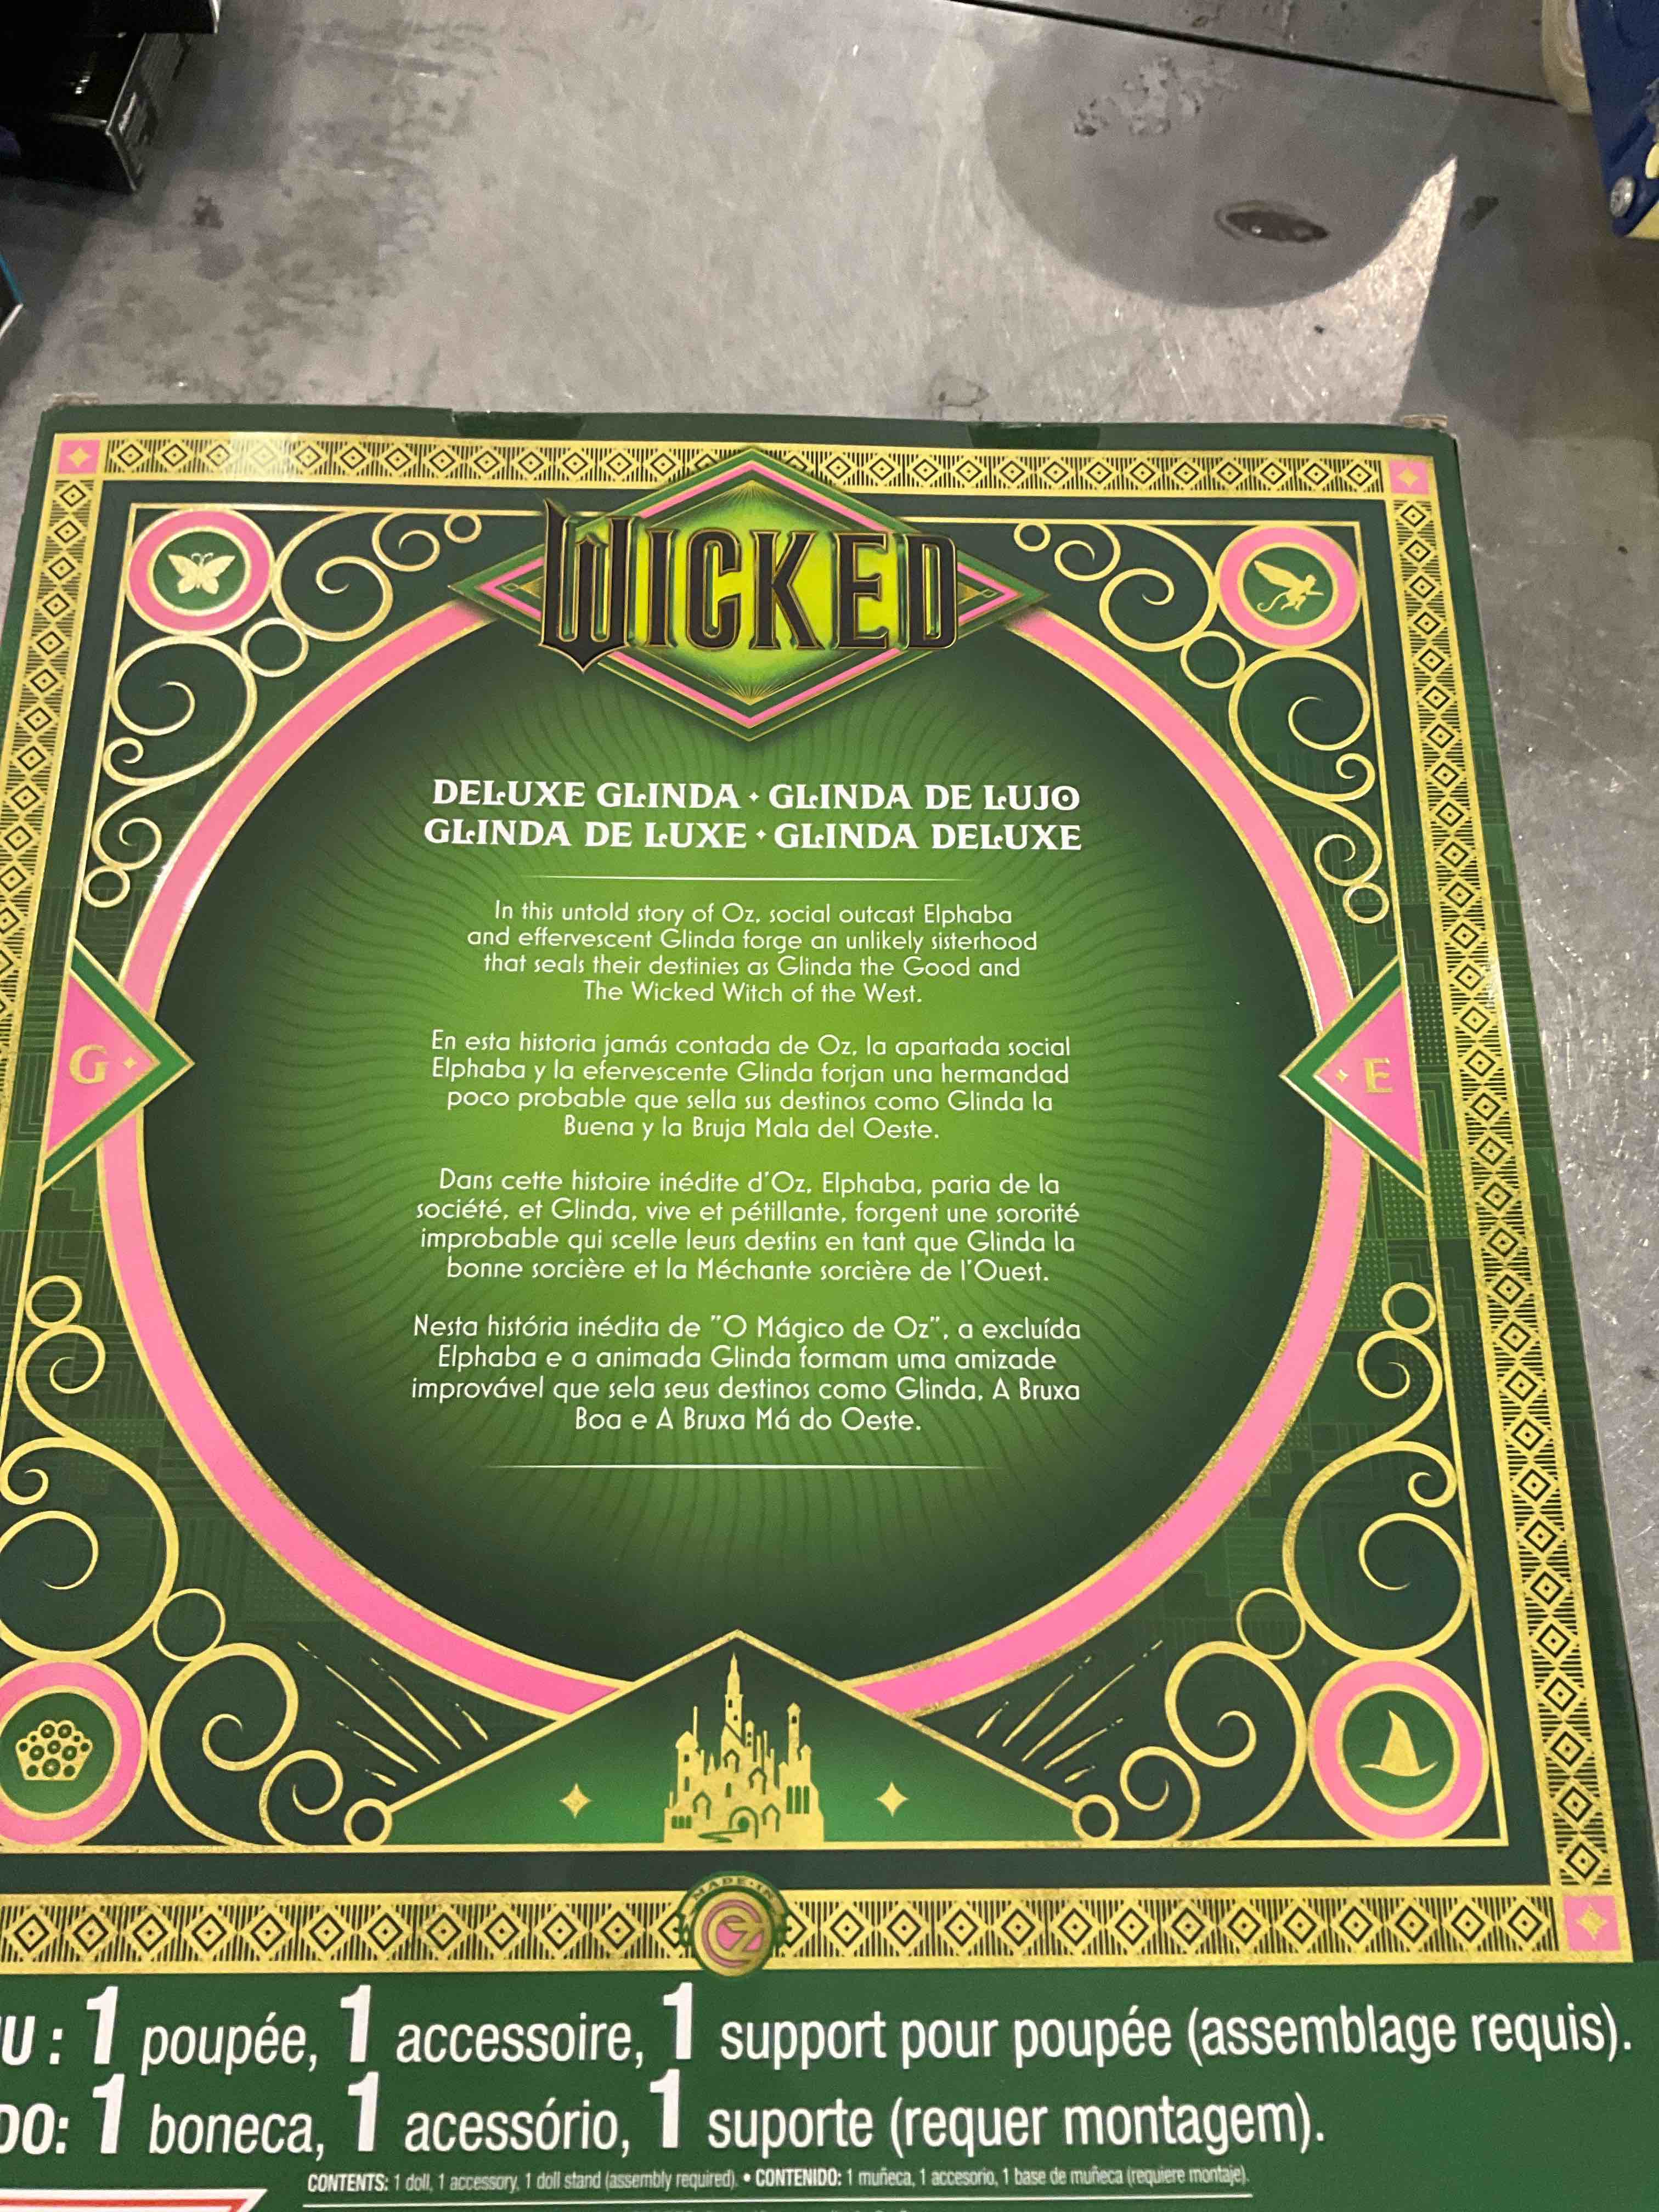 WICKED
DELUXE GLINDA • GLINDA DE LUJO
GLINDA DE LUXE • GLINDA DELUXE
In this untold story of Oz, social outcast Elphaba
and effervescent Glinda forge an unlikely sisterhood
that seals their destinies as Glinda the Good and
The Wicked Witch of the West.
En esta historia jamás contada de Oz, la apartada social
Elphaba y la efervescente Glinda forjan una hermandad
poco probable que sella sus destinos como Glinda la
Buena y la Bruja Mala del Oeste.
G
E
Dans cette histoire inédite d'Oz, Elphaba, paria de la
société, et Glinda, vive et pétillante, forgent une sororité
improbable qui scelle leurs destins en tant que Glinda la
bonne sorcière et la Méchante sorcière de l'Ouest.
Nesta história inédita de "O Mágico de Oz", a excluída
Elphaba e a animada Glinda formam uma amizade
improvável que sela seus destinos como Glinda, A Bruxa
Boa e A Bruxa Má do Oeste.
MADE • IN
OZ
U : 1 poupée, 1 accessoire, 1 support pour poupée (assemblage requis).
DO: 1 boneca, 1 acessório, 1 suporte (requer montagem).
CONTENTS: 1 doll, 1 accessory, 1 doll stand (assembly required). • CONTENIDO: 1 muñeca, 1 accesorio, 1 base de muñeca (requiere montaje).